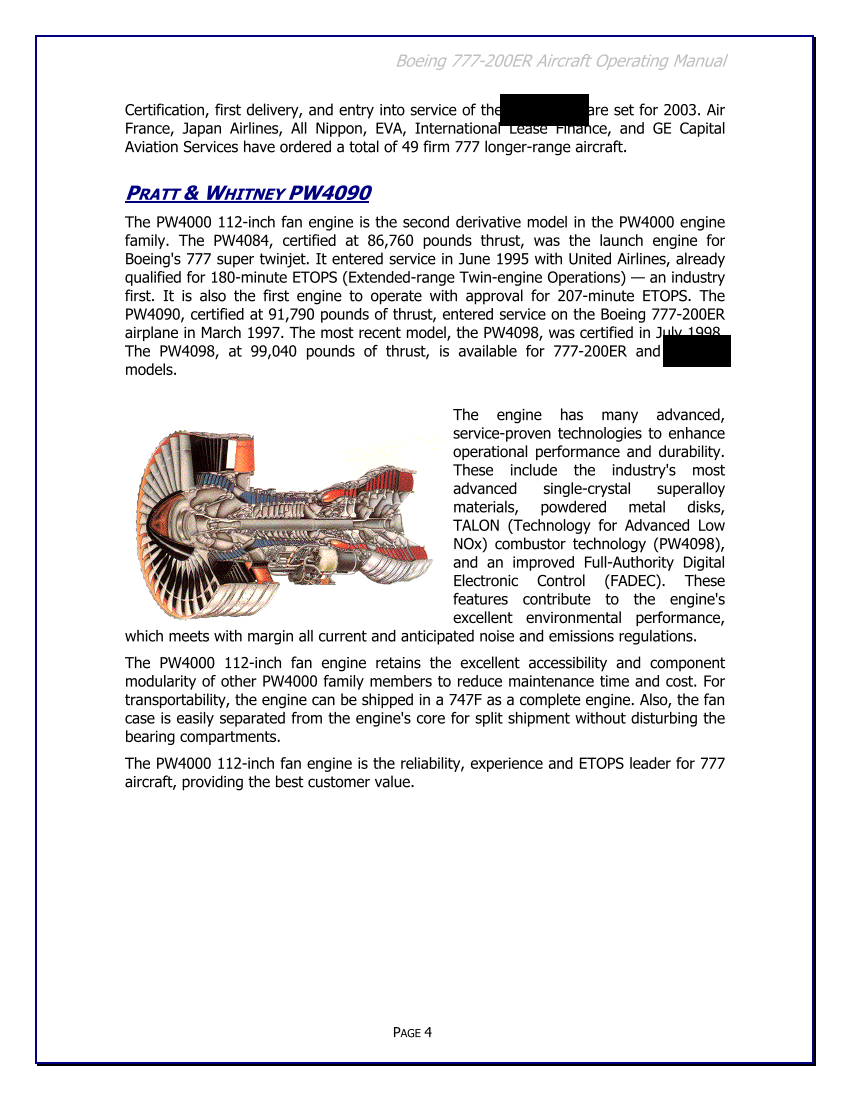 Boeing 777-200ER Aircraft Operating Manual
Certification, first delivery, and entry into service of the are set for 2003. Air
France, Japan Airlines, All Nippon, EVA, International Lease Finance, and GE Capital
Aviation Services have ordered a total of 49 firm 777 longer-range aircraft.
PRATT & WHITNEY PW4090
The PW4000 112-inch fan engine is the second derivative model in the PW4000 engine
family. The PW4084, certified at 86,760 pounds thrust, was the launch engine for
Boeing's 777 super twinjet. It entered service in June 1995 with United Airlines, already
qualified for 180-minute ETOPS (Extended-range Twin-engine Operations) — an industry
first. It is also the first engine to operate with approval for 207-minute ETOPS. The
PW4090, certified at 91,790 pounds of thrust, entered service on the Boeing 777-200ER
airplane in March 1997. The most recent model, the PW4098, was certified in July 1998.
The PW4098, at 99,040 pounds of thrust, is available for 777-200ER and
models.
The engine has many advanced,
service-proven technologies to enhance
operational performance and durability.
These include the industry's most
advanced single-crystal superalloy
materials, powdered metal disks,
TALON (Technology for Advanced Low
NOx) combustor technology (PW4098),
and an improved Full-Authority Digital
Electronic Control (FADEC). These
features contribute to the engine's
excellent environmental performance,
which meets with margin all current and anticipated noise and emissions regulations.
The PW4000 112-inch fan engine retains the excellent accessibility and component
modularity of other PW4000 family members to reduce maintenance time and cost. For
transportability, the engine can be shipped in a 747F as a complete engine. Also, the fan
case is easily separated from the engine's core for split shipment without disturbing the
bearing compartments.
The PW4000 112-inch fan engine is the reliability, experience and ETOPS leader for 777
aircraft, providing the best customer value.
PAGE 4